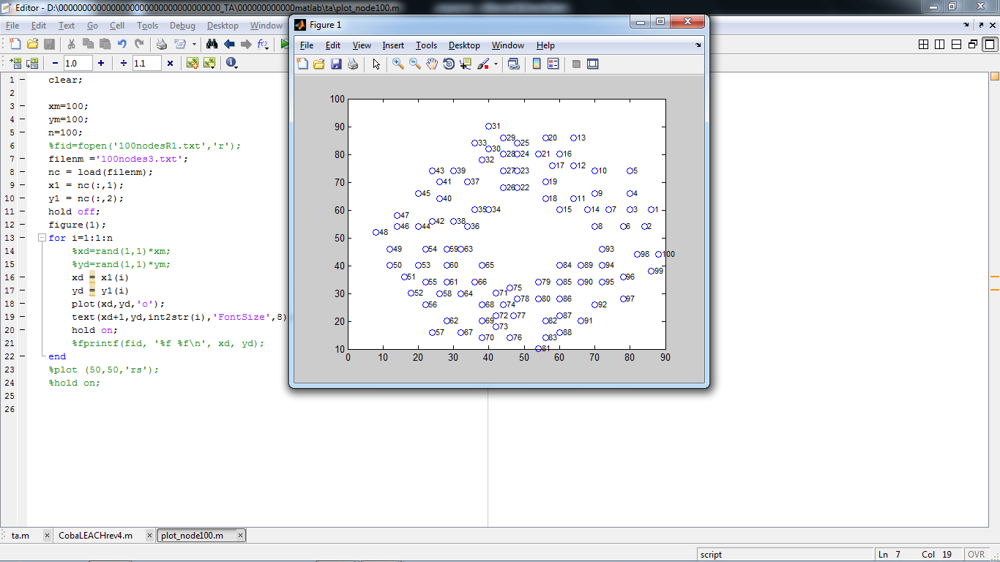 Editor - D:\000000000000000000000000000000000_TA\000000000000matlab\ta\plot_node100.m
File Edit Text Go Cell Tools Debug Desktop Window
1.0 1.1
1 clear;
2
3 xm=100;
4 ym=100;
5 n=100;
6 %fid=fopen('100nodesR1.txt','r');
7 filenm ='100nodes3.txt';
8 nc = load(filenm);
9 x1 = nc(:,1);
10 y1 = nc(:,2);
11 hold off;
12 figure(1);
13 for i=1:1:n
14 %xd=rand(1,1)*xm;
15 %yd=rand(1,1)*ym;
16 xd = x1(i)
17 yd = y1(i)
18 plot(xd,yd,'o');
19 text(xd+1,yd,int2str(i),'FontSize',8)
20 hold on;
21 %fprintf(fid, '%f %f\n', xd, yd);
22 end
23 %plot (50,50,'rs');
24 %hold on;
25
26
Figure 1
File Edit View Insert Tools Desktop Window Help
100
31
90
29 20 13
33 25
30
80 28 24 21 16
32
17 12
43 39 27 23 10 5
70 41 37 19
26 22
45 9 4
40 18 11
60 35 34 15 14 7 3 1
47
42 38
46 44 36 8 6 2
48
50
49 54 59 63 93
98 100
40 50 53 60 65 84 89 94
99
51 96
55 61 66 79 85 90 95
75
30 52 58 64 71
78 80 86 97
56 68 74 92
72 77 87
20 62 69 82 91
73
57 67 88
70 76 83
10 81
0 10 20 30 40 50 60 70 80 90
ta.m CobaLEACHrev4.m plot_node100.m
script Ln 7 Col 19 OVR